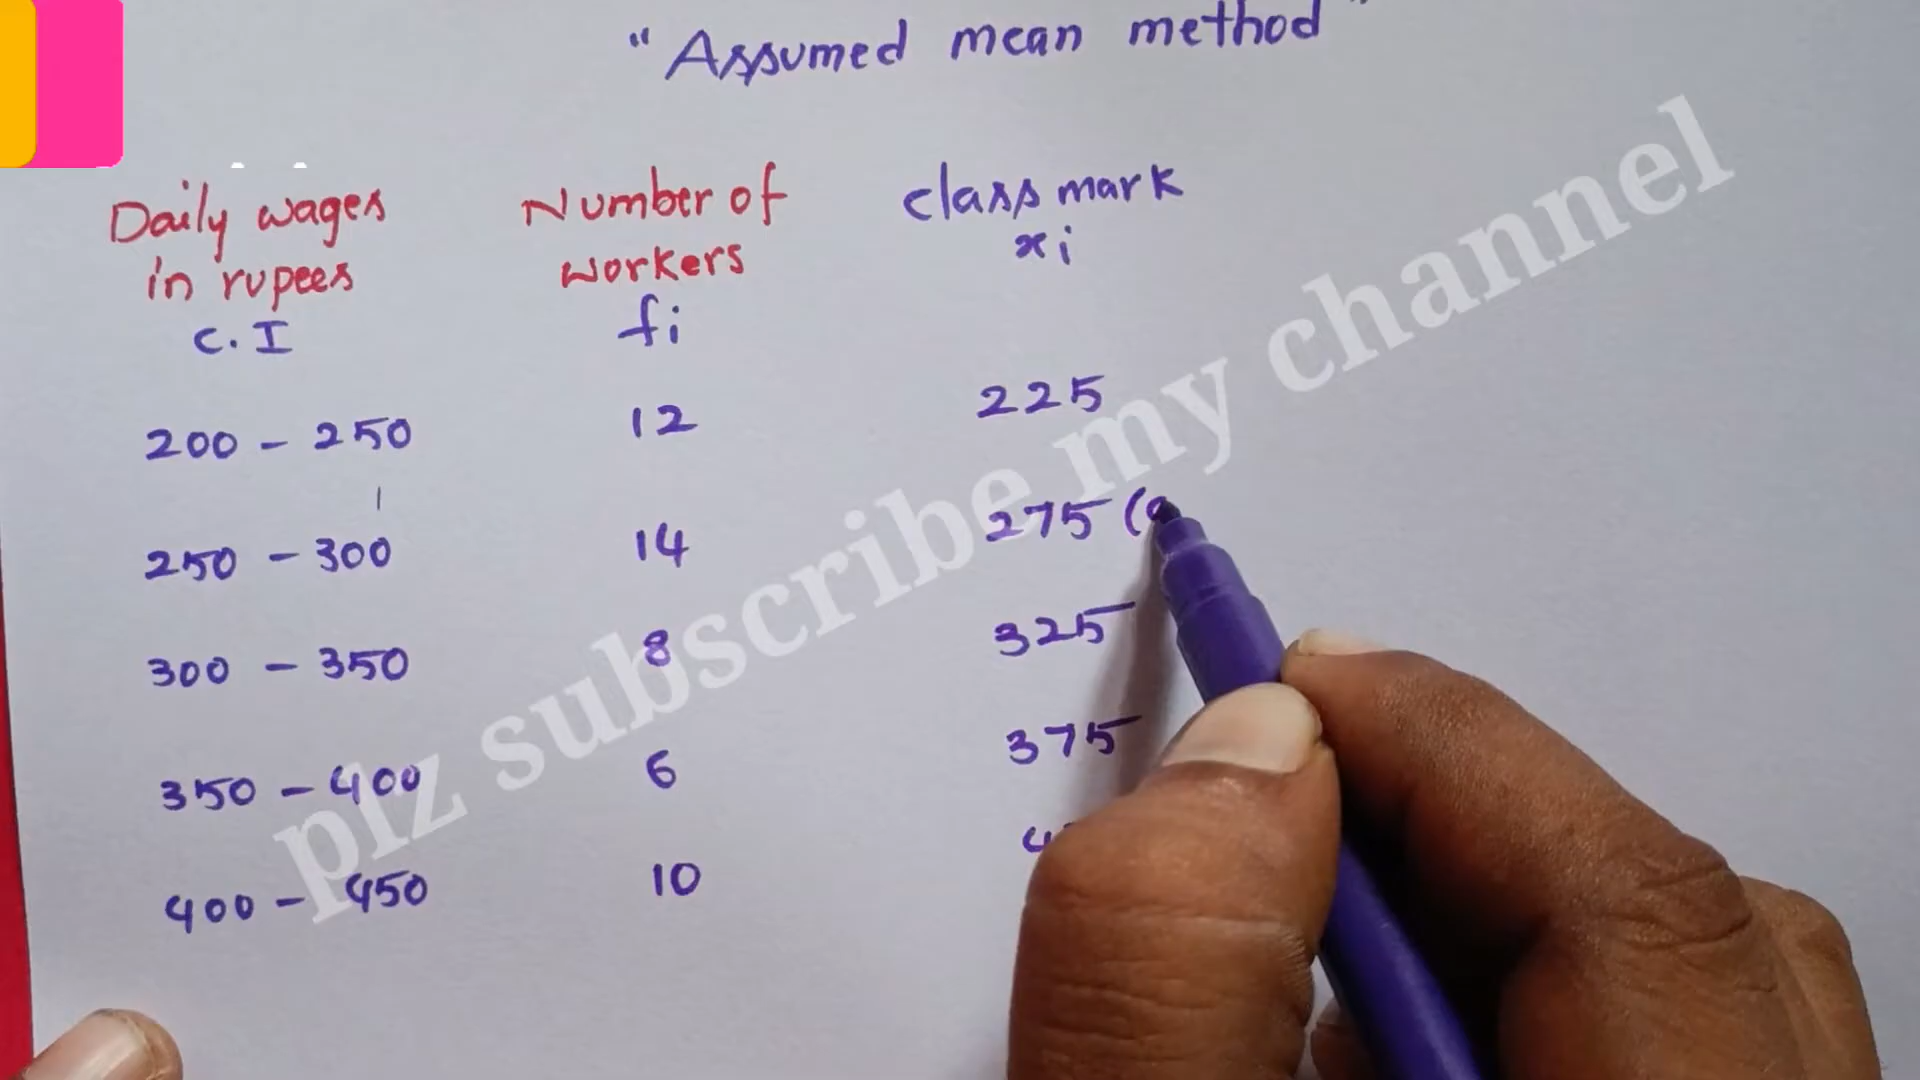 "Assumed mean method"
Daily wages in rupees C.I
Number of workers fi
class mark xi
200 - 250 12 225
250 - 300 14 275 (a
300 - 350 8 325
350 - 400 6 375
400 - 450 10
plz subscribe my channel